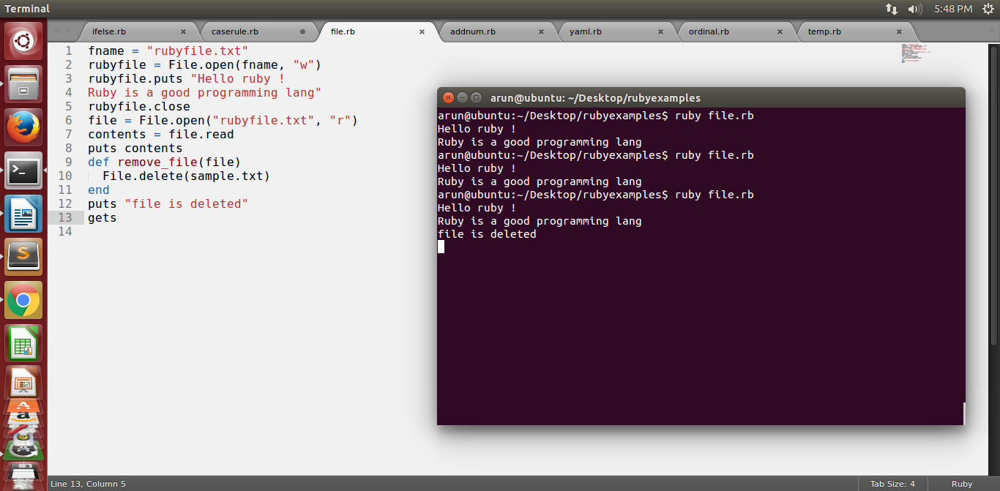 Terminal
5:48 PM
ifelse.rb
caserule.rb
file.rb
addnum.rb
yaml.rb
ordinal.rb
temp.rb
1 fname = "rubyfile.txt"
2 rubyfile = File.open(fname, "w")
3 rubyfile.puts "Hello ruby !
4 Ruby is a good programming lang"
5 rubyfile.close
6 file = File.open("rubyfile.txt", "r")
7 contents = file.read
8 puts contents
9 def remove_file(file)
10 File.delete(sample.txt)
11 end
12 puts "file is deleted"
13 gets
14
arun@ubuntu: ~/Desktop/rubyexamples
arun@ubuntu:~/Desktop/rubyexamples$ ruby file.rb
Hello ruby !
Ruby is a good programming lang
arun@ubuntu:~/Desktop/rubyexamples$ ruby file.rb
Hello ruby !
Ruby is a good programming lang
arun@ubuntu:~/Desktop/rubyexamples$ ruby file.rb
Hello ruby !
Ruby is a good programming lang
file is deleted
Line 13, Column 5
Tab Size: 4
Ruby